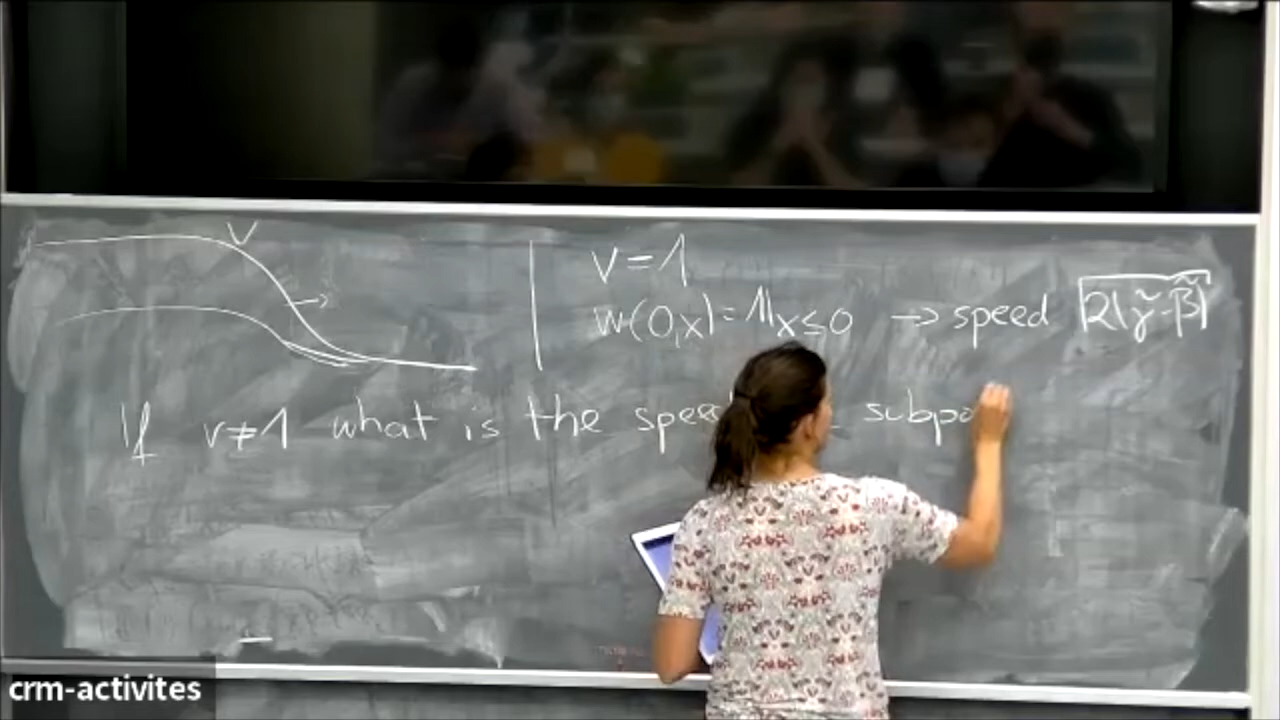 V
v = 1
w(0,x) = 𝟙x≤0 → speed √2(γ̃-β̃)
If v≠1 what is the spee subpo
crm-activites